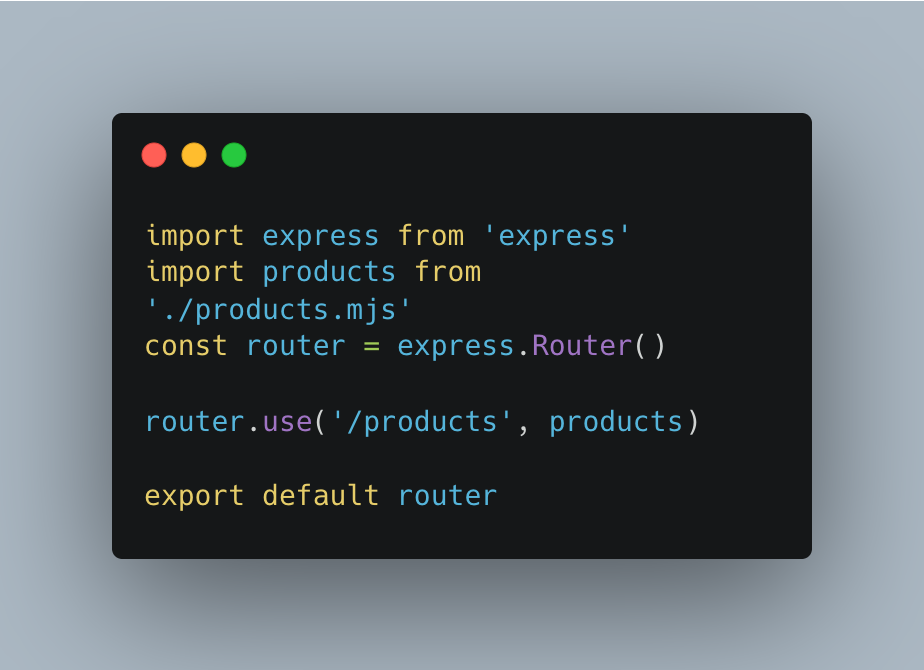 import express from 'express'
import products from
'./products.mjs'
const router = express.Router()
router.use('/products', products)
export default router